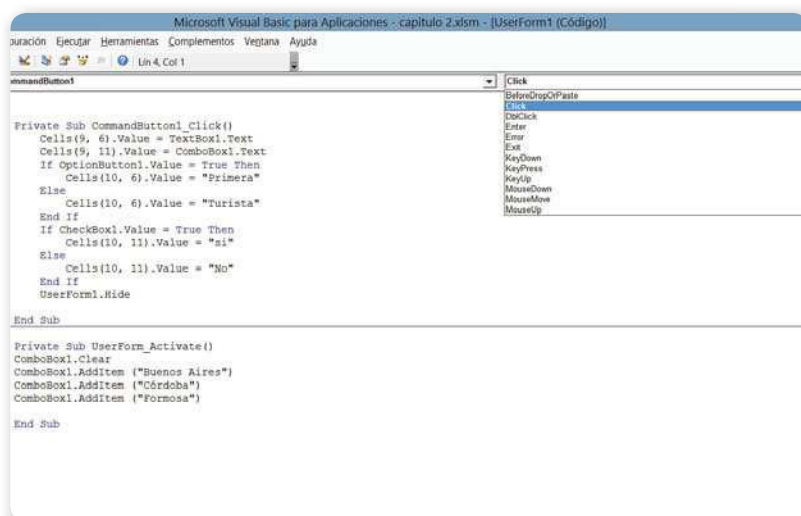 Microsoft Visual Basic para Aplicaciones - capitulo 2.xlsm - [UserForm1 (Código)]
uración Ejecutar Herramientas Complementos Ventana Ayuda
Lín 4, Col 1
mmandButton1
Click
BeforeDropOrPaste
Click
DblClick
Enter
Error
Exit
KeyDown
KeyPress
KeyUp
MouseDown
MouseMove
MouseUp
Private Sub CommandButton1_Click()
Cells(9, 6).Value = TextBox1.Text
Cells(9, 11).Value = ComboBox1.Text
If OptionButton1.Value = True Then
Cells(10, 6).Value = "Primera"
Else
Cells(10, 6).Value = "Turista"
End If
If CheckBox1.Value = True Then
Cells(10, 11).Value = "si"
Else
Cells(10, 11).Value = "No"
End If
UserForm1.Hide
End Sub
Private Sub UserForm_Activate()
ComboBox1.Clear
ComboBox1.AddItem ("Buenos Aires")
ComboBox1.AddItem ("Córdoba")
ComboBox1.AddItem ("Formosa")
End Sub